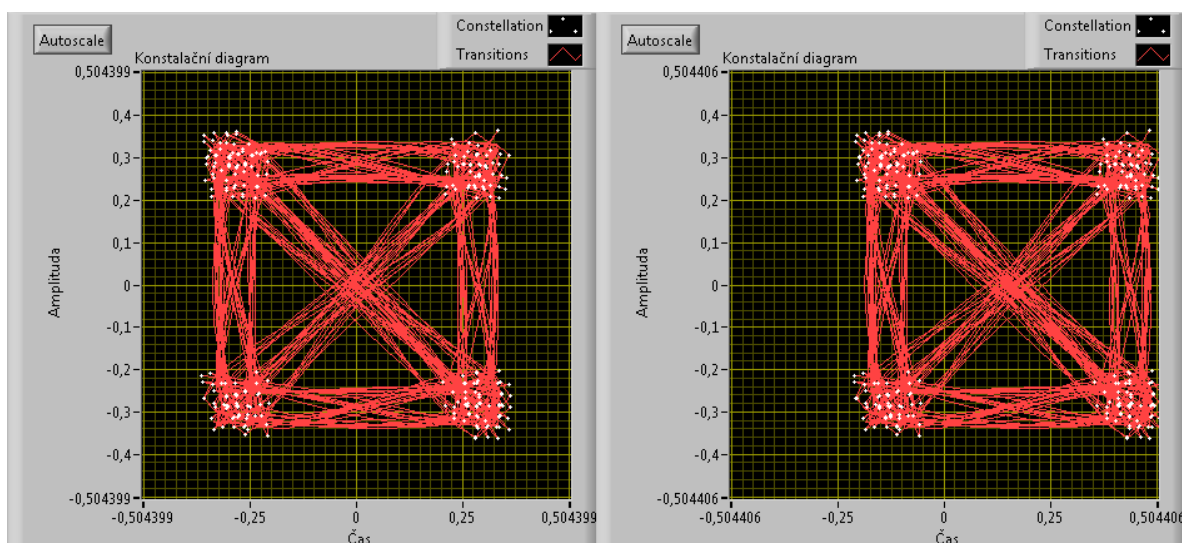 Autoscale
Constellation
Transitions
Konstalační diagram
0,504399
0,4
0,3
0,2
0,1
0
-0,1
-0,2
-0,3
-0,4
-0,504399
Amplituda
-0,504399 -0,25 0 0,25 0,504399
Čas
Autoscale
Constellation
Transitions
Konstalační diagram
0,504406
0,4
0,3
0,2
0,1
0
-0,1
-0,2
-0,3
-0,4
-0,504406
Amplituda
-0,504406 -0,25 0 0,25 0,504406
Čas